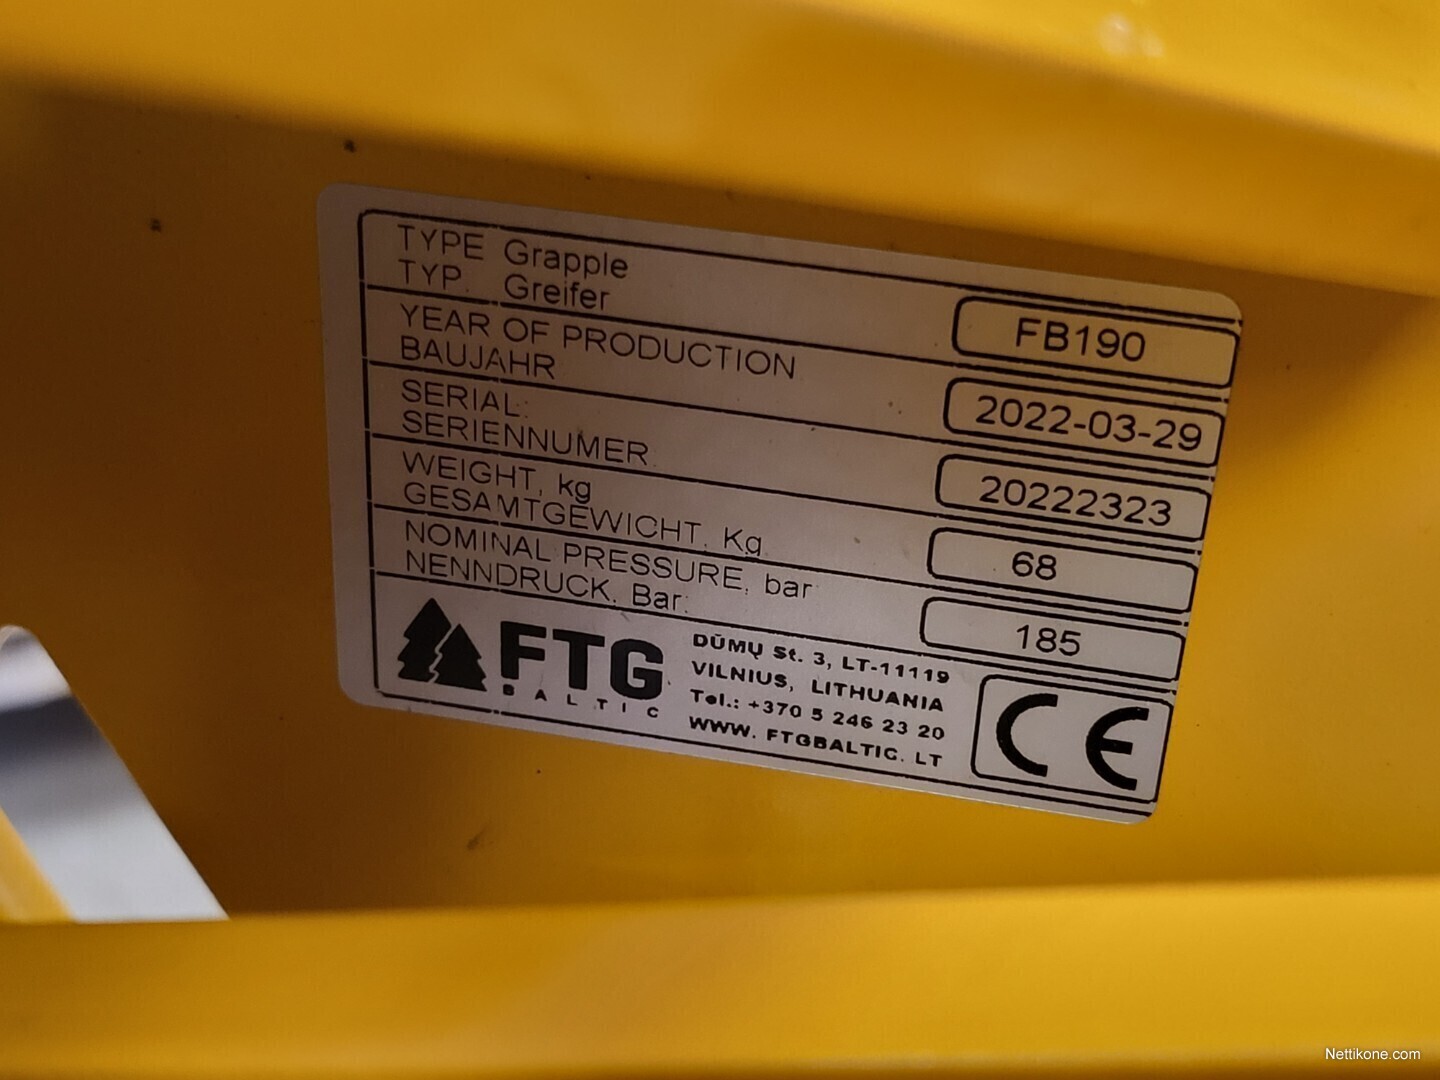 TYPE Grapple
TYP. Greifer
FB190
YEAR OF PRODUCTION
BAUJAHR
2022-03-29
SERIAL:
SERIENNUMER.
20222323
WEIGHT, kg
GESAMTGEWICHT, Kg
68
NOMINAL PRESSURE, bar
NENNDRUCK, Bar:
185
FTG
BALTIC
DŪMŲ St. 3, LT-11119
VILNIUS, LITHUANIA
Tel.: +370 5 246 23 20
WWW. FTGBALTIC. LT
CE
Nettikone.com